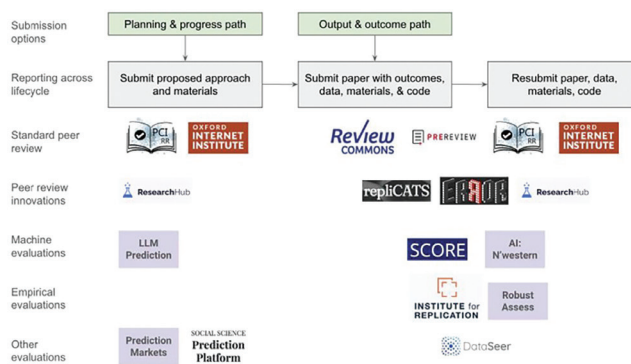 Submission
options
Planning & progress path
Output & outcome path
Reporting across
lifecycle
Submit proposed approach
and materials
Submit paper with outcomes,
data, materials, & code
Resubmit paper, data,
materials, code
Standard peer
review
PCI
RR
OXFORD
INTERNET
INSTITUTE
Review
COMMONS
PREREVIEW
PCI
RR
OXFORD
INTERNET
INSTITUTE
Peer review
innovations
ResearchHub
repliCATS
ERROR
ResearchHub
Machine
evaluations
LLM
Prediction
SCORE
AI:
N'western
Empirical
evaluations
INSTITUTE for
REPLICATION
Robust
Assess
Other
evaluations
Prediction
Markets
SOCIAL SCIENCE
Prediction
Platform
DataSeer